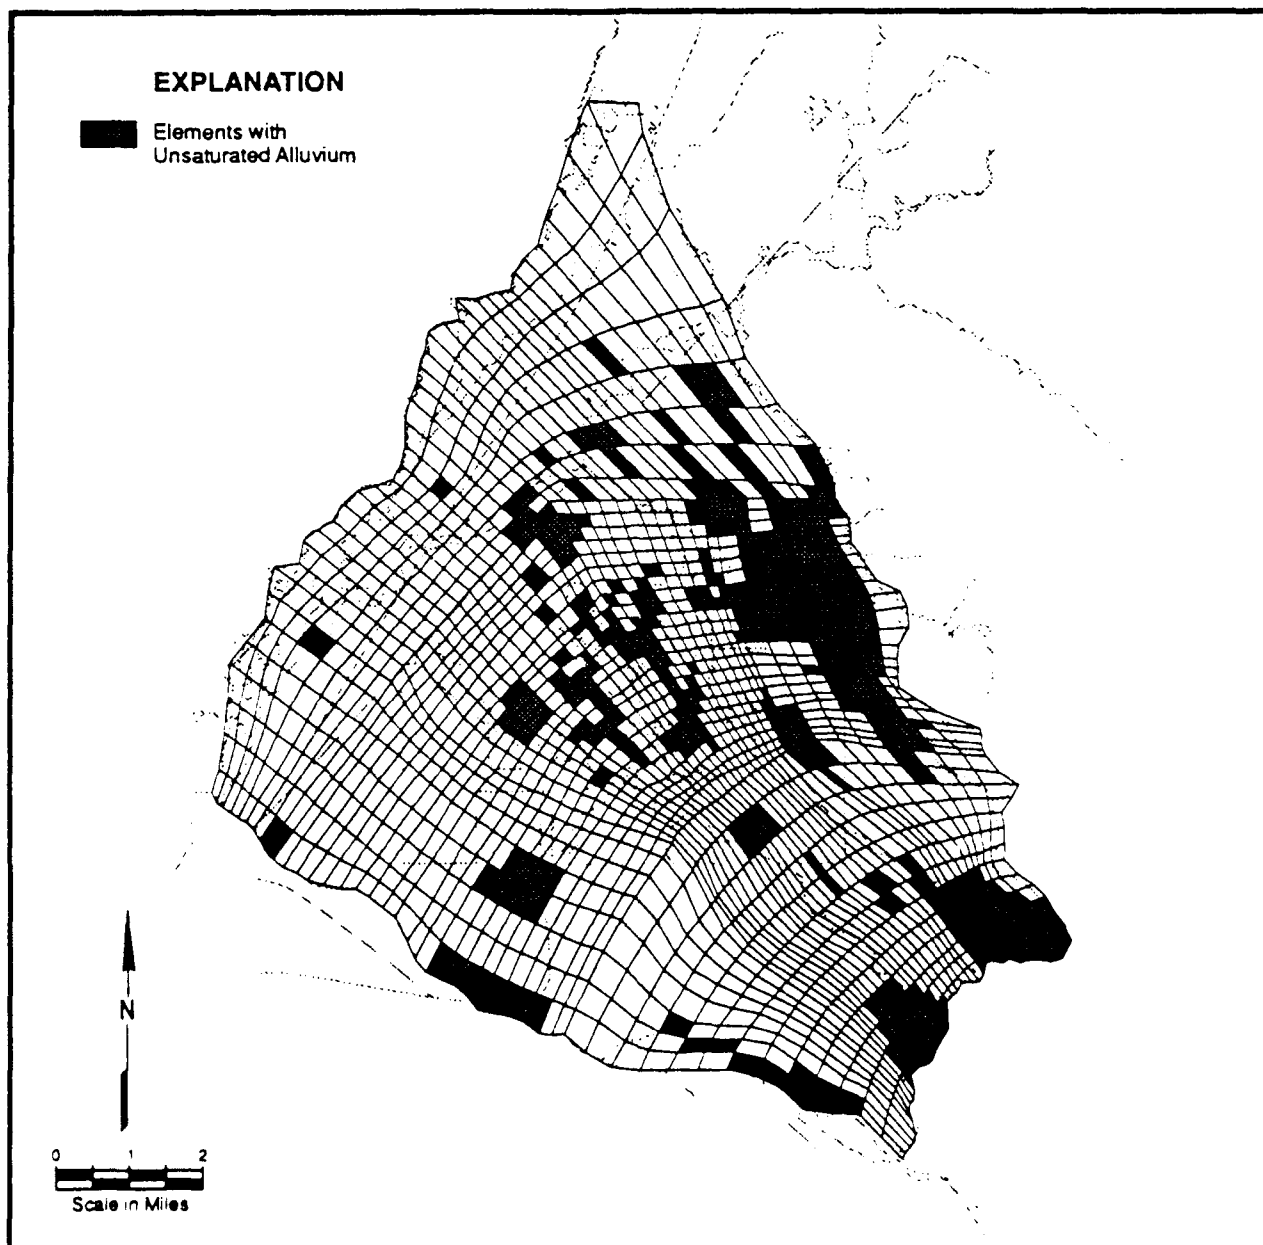 EXPLANATION
Elements with
Unsaturated Alluvium
N
0 1 2
Scale in Miles